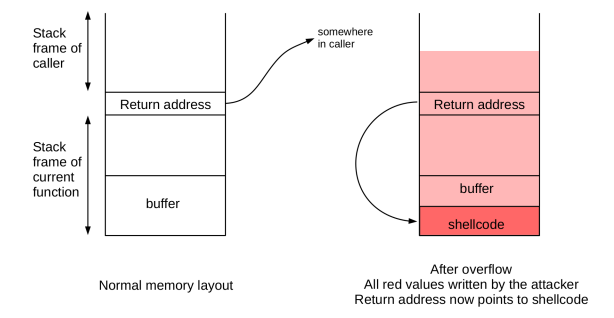 Stack
frame of
caller
Return address
Stack
frame of
current
function
buffer
somewhere
in caller
Normal memory layout
Return address
buffer
shellcode
After overflow
All red values written by the attacker
Return address now points to shellcode